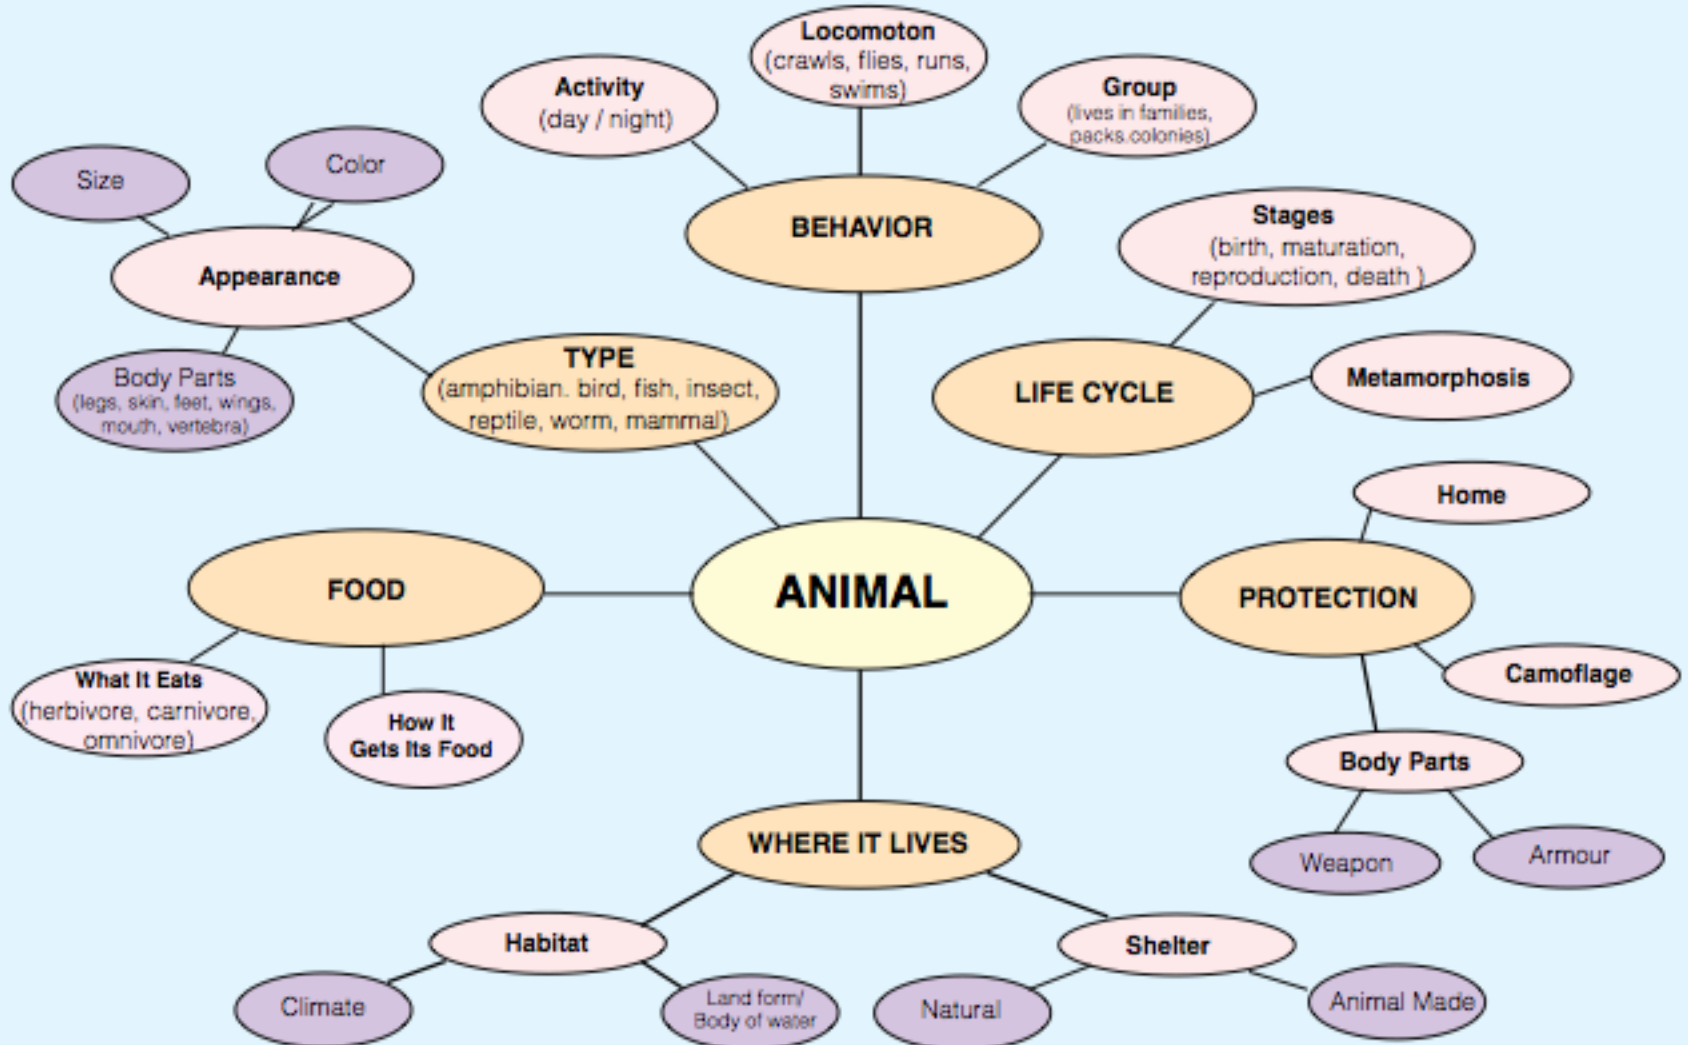 Locomoton
(crawls, flies, runs,
swims)
Activity
(day / night)
Group
(lives in families,
packs.colonies)
Size
Color
BEHAVIOR
Stages
(birth, maturation,
reproduction, death )
Appearance
TYPE
(amphibian. bird, fish, insect,
reptile, worm, mammal)
Body Parts
(legs, skin, feet, wings,
mouth, vertebra)
LIFE CYCLE
Metamorphosis
Home
FOOD
ANIMAL
PROTECTION
What It Eats
(herbivore, carnivore,
omnivore)
How It
Gets Its Food
Camoflage
Body Parts
WHERE IT LIVES
Weapon
Armour
Habitat
Shelter
Climate
Land form/
Body of water
Natural
Animal Made